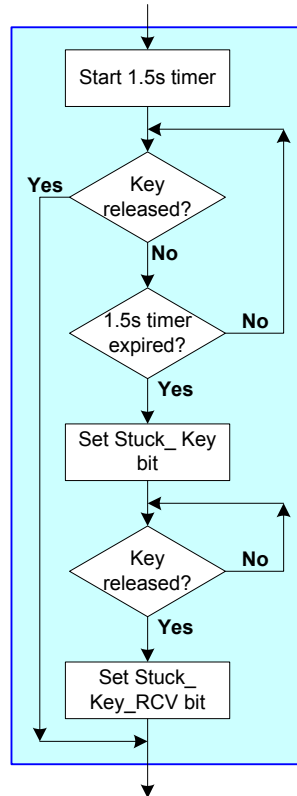 Start 1.5s timer
Yes
Key
released?
No
1.5s timer
expired?
No
Yes
Set Stuck_ Key
bit
Key
released?
No
Yes
Set Stuck_
Key_RCV bit